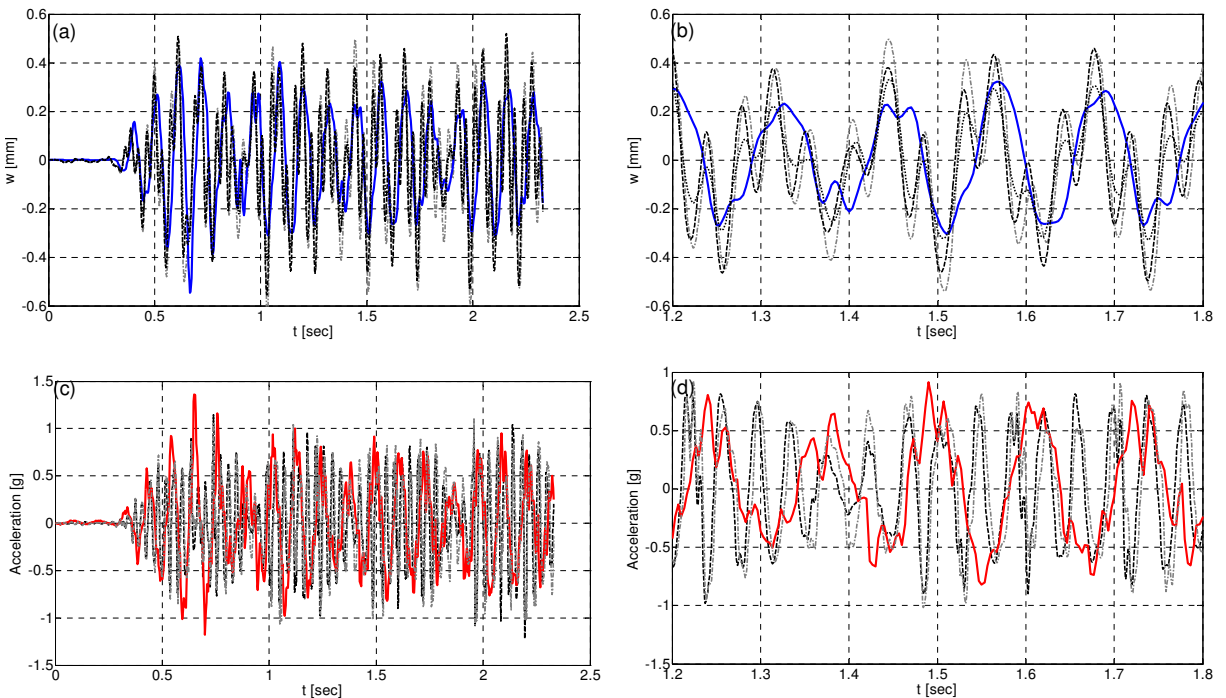 (a)
0.6
0.4
0.2
0
-0.2
-0.4
-0.6
w [mm]
0 0.5 1 1.5 2 2.5
t [sec]
(b)
0.6
0.4
0.2
0
-0.2
-0.4
-0.6
w [mm]
1.2 1.3 1.4 1.5 1.6 1.7 1.8
t [sec]
(c)
1.5
1
0.5
0
-0.5
-1
-1.5
Acceleration [g]
0 0.5 1 1.5 2 2.5
t [sec]
(d)
1
0.5
0
-0.5
-1
-1.5
Acceleration [g]
1.2 1.3 1.4 1.5 1.6 1.7 1.8
t [sec]